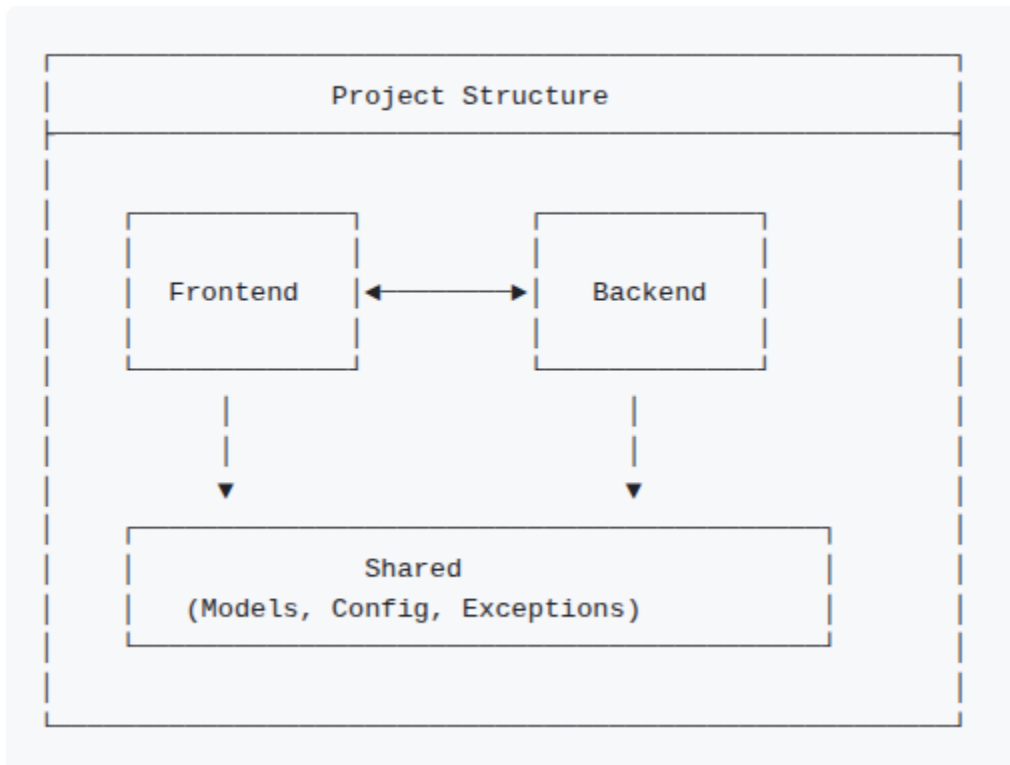 Project Structure
Frontend Backend
Shared
(Models, Config, Exceptions)